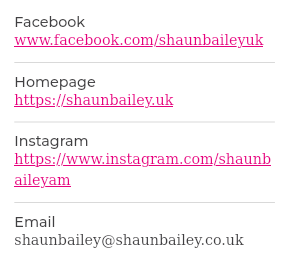 Facebook
www.facebook.com/shaunbaileyuk
Homepage
https://shaunbailey.uk
Instagram
https://www.instagram.com/shaunb
aileyam
Email
shaunbailey@shaunbailey.co.uk